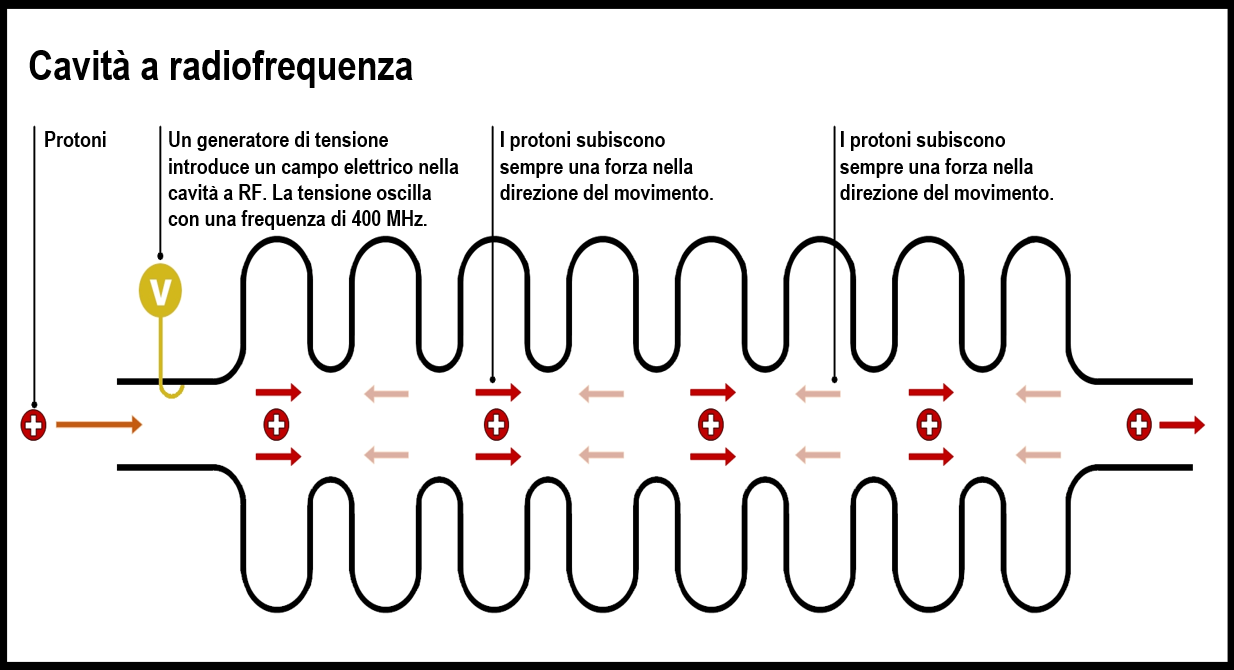 Cavità a radiofrequenza
Protoni
Un generatore di tensione
introduce un campo elettrico nella
cavità a RF. La tensione oscilla
con una frequenza di 400 MHz.
I protoni subiscono
sempre una forza nella
direzione del movimento.
I protoni subiscono
sempre una forza nella
direzione del movimento.
V